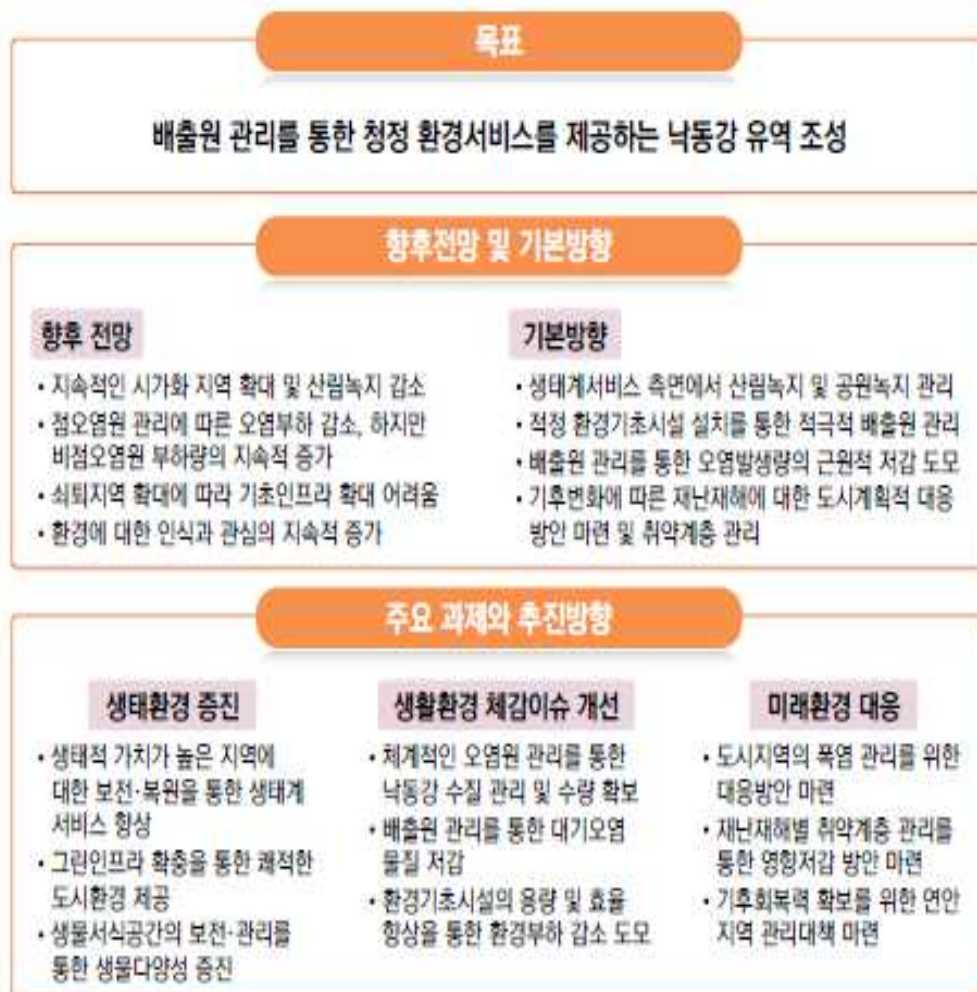 목표
배출원 관리를 통한 청정 환경서비스를 제공하는 낙동강 유역 조성
향후전망 및 기본방향
향후 전망
• 지속적인 시가화 지역 확대 및 산림녹지 감소
• 점오염원 관리에 따른 오염부하 감소, 하지만
비점오염원 부하량의 지속적 증가
• 쇠퇴지역 확대에 따라 기초인프라 확대 어려움
• 환경에 대한 인식과 관심의 지속적 증가
기본방향
• 생태계서비스 측면에서 산림녹지 및 공원녹지 관리
• 적정 환경기초시설 설치를 통한 적극적 배출원 관리
• 배출원 관리를 통한 오염발생량의 근원적 저감 도모
• 기후변화에 따른 재난재해에 대한 도시계획적 대응
방안 마련 및 취약계층 관리
주요 과제와 추진방향
생태환경 증진
• 생태적 가치가 높은 지역에
대한 보전·복원을 통한 생태계
서비스 향상
• 그린인프라 확충을 통한 쾌적한
도시환경 제공
• 생물서식공간의 보전·관리를
통한 생물다양성 증진
생활환경 체감이슈 개선
• 체계적인 오염원 관리를 통한
낙동강 수질 관리 및 수량 확보
• 배출원 관리를 통한 대기오염
물질 저감
• 환경기초시설의 용량 및 효율
향상을 통한 환경부하 감소 도모
미래환경 대응
• 도시지역의 폭염 관리를 위한
대응방안 마련
• 재난재해별 취약계층 관리를
통한 영향저감 방안 마련
• 기후회복력 확보를 위한 연안
지역 관리대책 마련